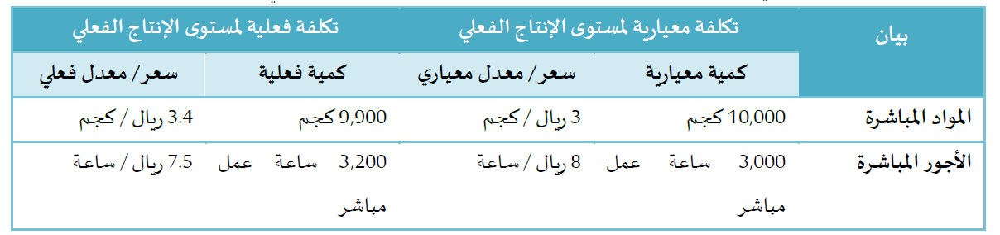 بيان تكلفة معيارية لمستوى الإنتاج الفعلي تكلفة فعلية لمستوى الإنتاج الفعلي
كمية معيارية سعر/ معدل معياري كمية فعلية سعر/ معدل فعلي
المواد المباشرة 10,000 كجم 3 ريال / كجم 9,900 كجم 3.4 ريال / كجم
الأجور المباشرة 3,000 ساعة عمل 8 ريال / ساعة 3,200 ساعة عمل 7.5 ريال / ساعة
مباشر مباشر